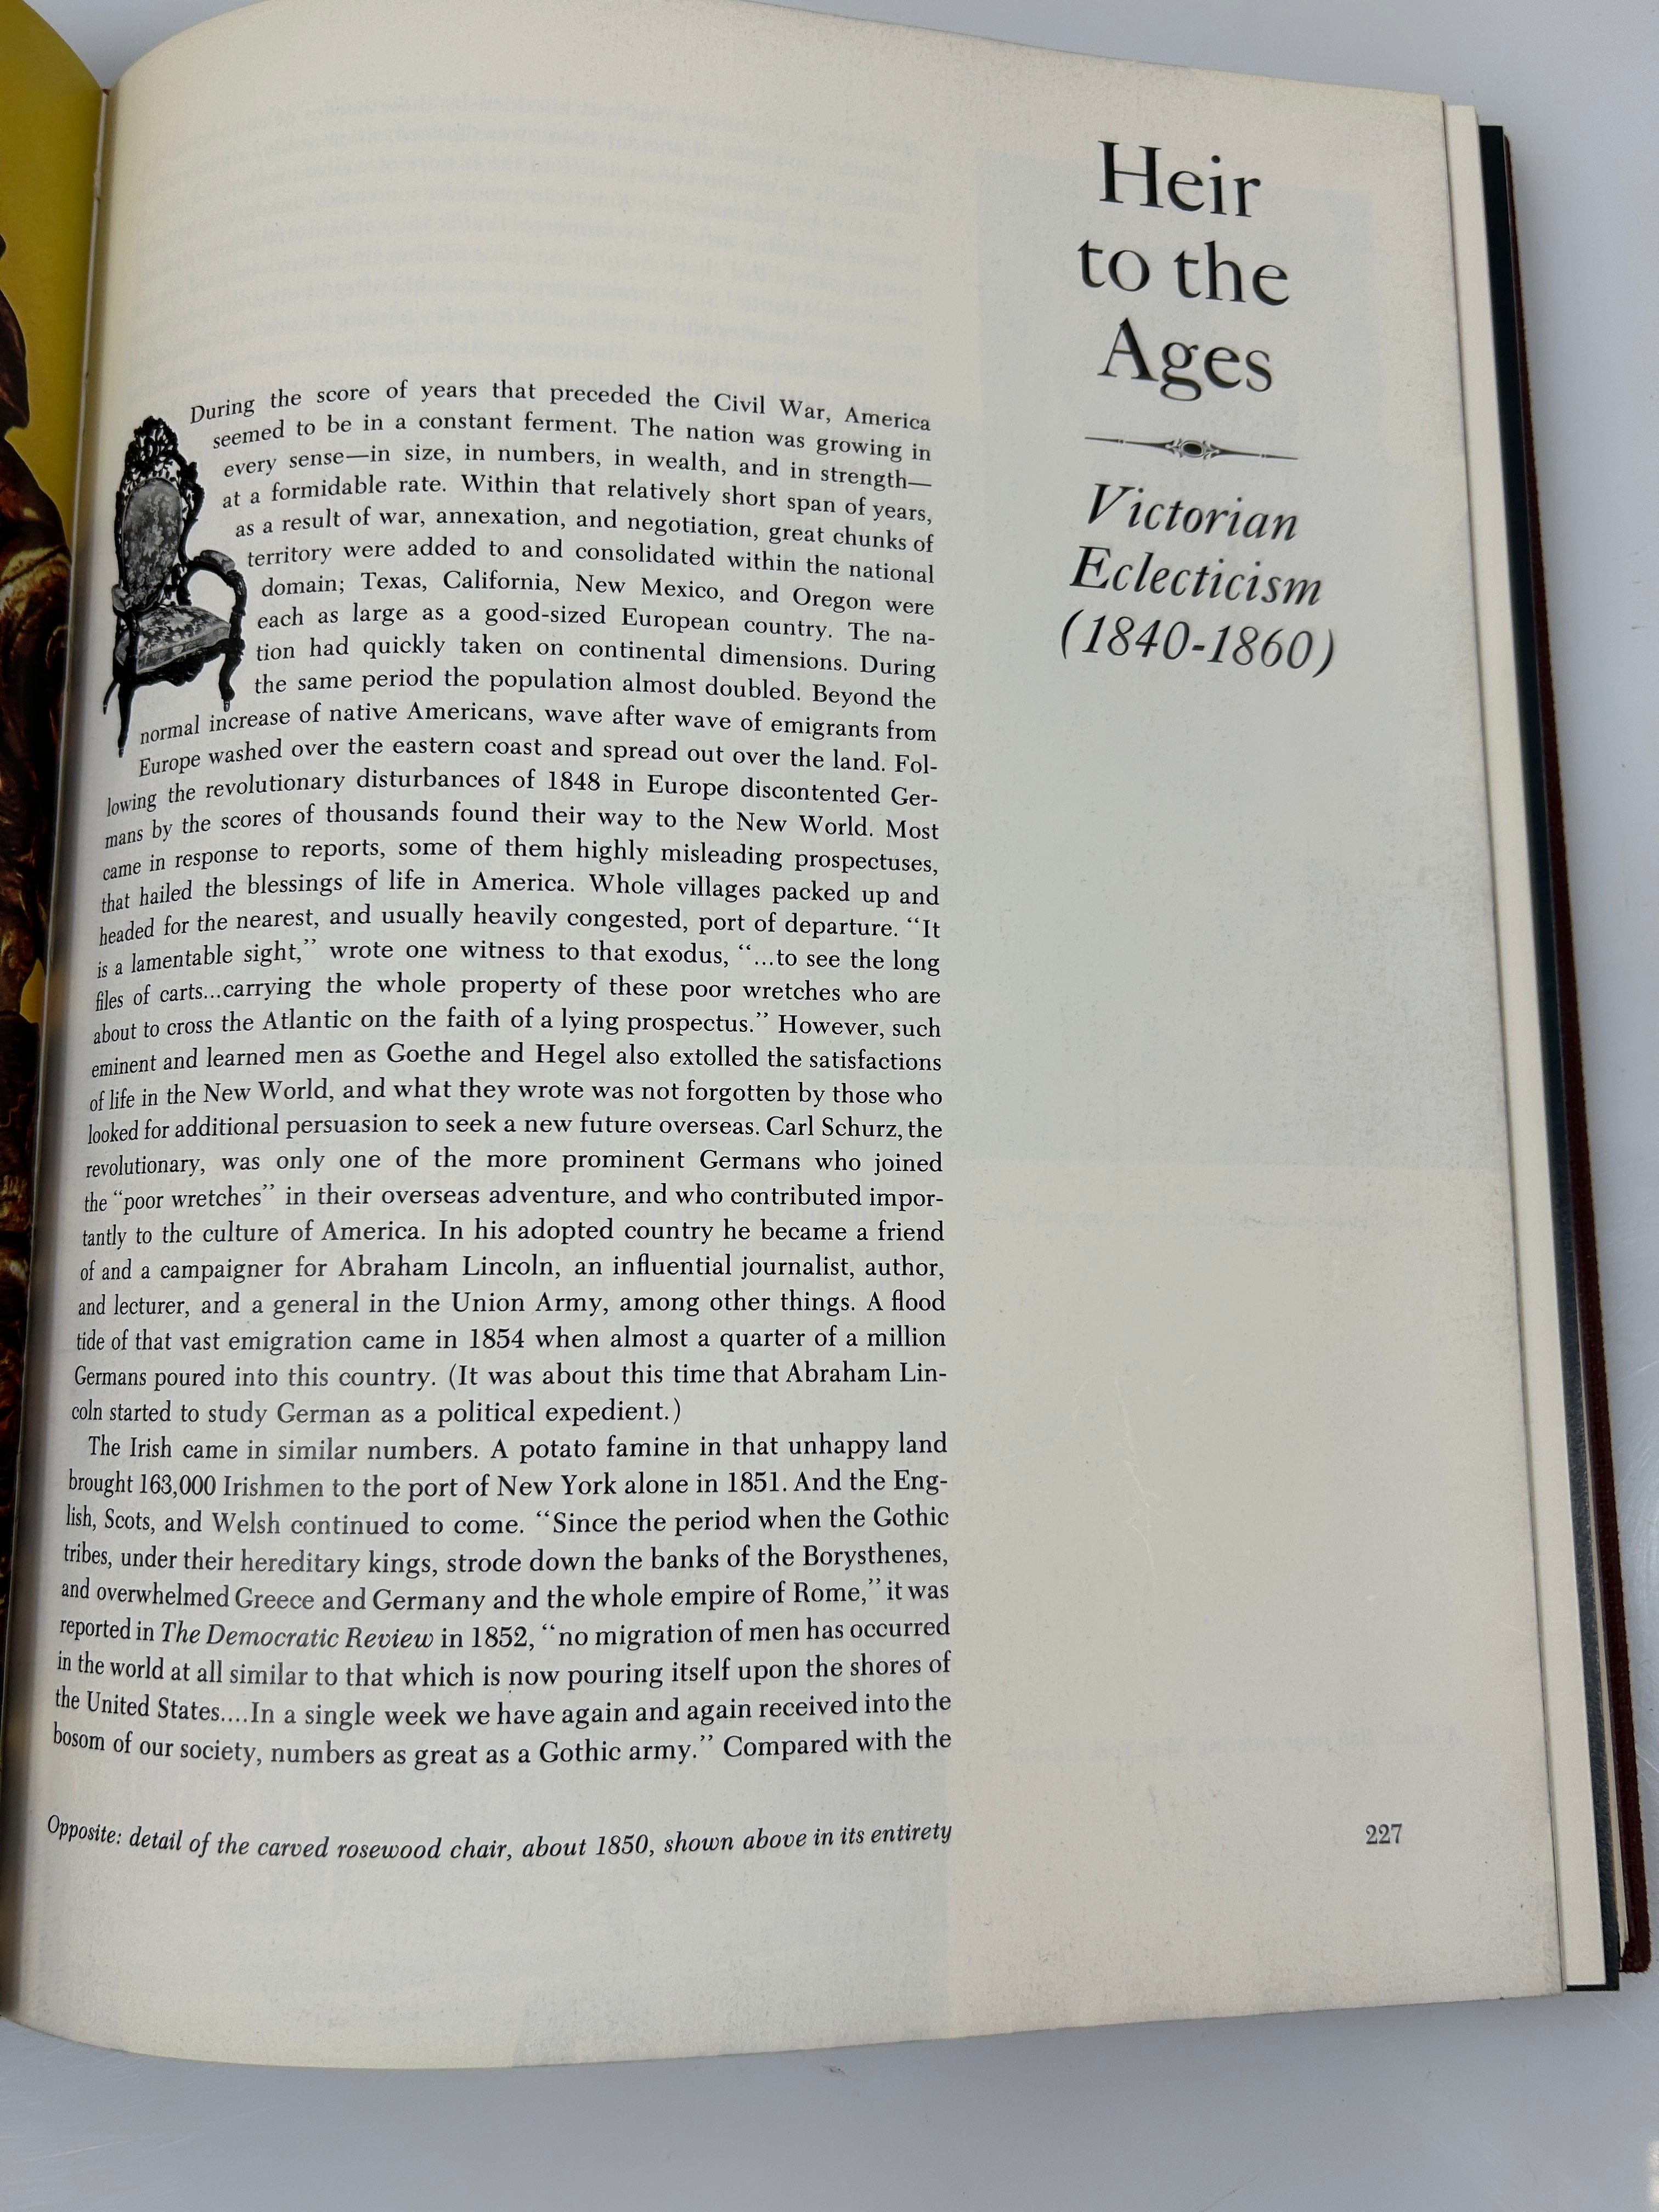 Heir
to the
Ages
Victorian
Eclecticism
(1840-1860)
During the score of years that preceded the Civil War, America
seemed to be in a constant ferment. The nation was growing in
every sense—in size, in numbers, in wealth, and in strength—
at a formidable rate. Within that relatively short span of years,
as a result of war, annexation, and negotiation, great chunks of
territory were added to and consolidated within the national
domain; Texas, California, New Mexico, and Oregon were
each as large as a good-sized European country. The na-
tion had quickly taken on continental dimensions. During
the same period the population almost doubled. Beyond the
normal increase of native Americans, wave after wave of emigrants from
Europe washed over the eastern coast and spread out over the land. Fol-
lowing the revolutionary disturbances of 1848 in Europe discontented Ger-
mans by the scores of thousands found their way to the New World. Most
came in response to reports, some of them highly misleading prospectuses,
that hailed the blessings of life in America. Whole villages packed up and
headed for the nearest, and usually heavily congested, port of departure. “It
is a lamentable sight,” wrote one witness to that exodus, “...to see the long
files of carts...carrying the whole property of these poor wretches who are
about to cross the Atlantic on the faith of a lying prospectus.” However, such
eminent and learned men as Goethe and Hegel also extolled the satisfactions
of life in the New World, and what they wrote was not forgotten by those who
looked for additional persuasion to seek a new future overseas. Carl Schurz, the
revolutionary, was only one of the more prominent Germans who joined
the “poor wretches” in their overseas adventure, and who contributed impor-
tantly to the culture of America. In his adopted country he became a friend
of and a campaigner for Abraham Lincoln, an influential journalist, author,
and lecturer, and a general in the Union Army, among other things. A flood
tide of that vast emigration came in 1854 when almost a quarter of a million
Germans poured into this country. (It was about this time that Abraham Lin-
coln started to study German as a political expedient.)
The Irish came in similar numbers. A potato famine in that unhappy land
brought 163,000 Irishmen to the port of New York alone in 1851. And the Eng-
lish, Scots, and Welsh continued to come. “Since the period when the Gothic
tribes, under their hereditary kings, strode down the banks of the Borysthenes,
and overwhelmed Greece and Germany and the whole empire of Rome,” it was
reported in The Democratic Review in 1852, “no migration of men has occurred
in the world at all similar to that which is now pouring itself upon the shores of
the United States....In a single week we have again and again received into the
bosom of our society, numbers as great as a Gothic army.” Compared with the
Opposite: detail of the carved rosewood chair, about 1850, shown above in its entirety
227